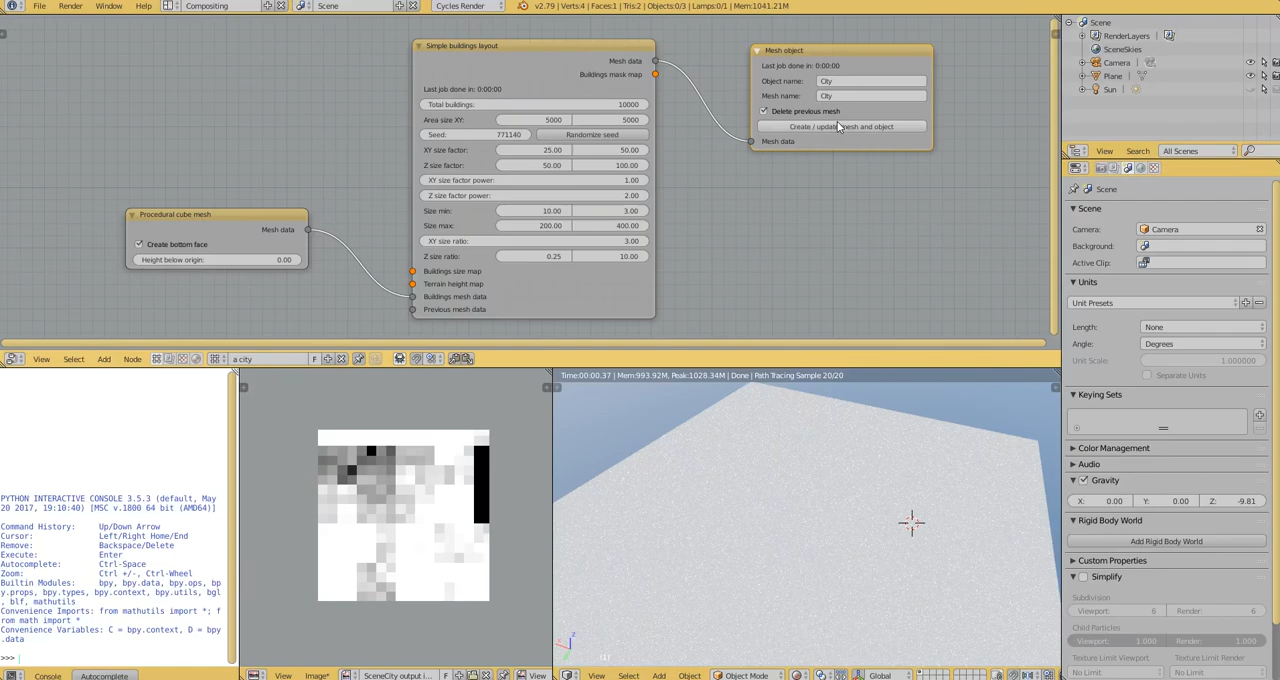 File Render Window Help Compositing Scene Cycles Render v2.79 | Verts:4 | Faces:1 | Tris:2 | Objects:0/3 | Lamps:0/1 | Mem:1041.21M
Simple buildings layout
Mesh data
Buildings mask map
Last job done in: 0:00:00
Total buildings: 10000
Area size XY: 5000 5000
Seed: 771140 Randomize seed
XY size factor: 25.00 50.00
Z size factor: 50.00 100.00
XY size factor power: 1.00
Z size factor power: 2.00
Size min: 10.00 3.00
Size max: 200.00 400.00
XY size ratio: 3.00
Z size ratio: 0.25 10.00
Buildings size map
Terrain height map
Buildings mesh data
Previous mesh data
Mesh object
Last job done in: 0:00:00
Object name: City
Mesh name: City
Delete previous mesh
Create / update mesh and object
Mesh data
Procedural cube mesh
Mesh data
Create bottom face
Height below origin: 0.00
View Select Add Node a city F
PYTHON INTERACTIVE CONSOLE 3.5.3 (default, May
20 2017, 19:10:40) [MSC v.1800 64 bit (AMD64)]
Command History: Up/Down Arrow
Cursor: Left/Right Home/End
Remove: Backspace/Delete
Execute: Enter
Autocomplete: Ctrl-Space
Zoom: Ctrl +/-, Ctrl-Wheel
Builtin Modules: bpy, bpy.data, bpy.ops, bp
y.props, bpy.types, bpy.context, bpy.utils, bgl
, blf, mathutils
Convenience Imports: from mathutils import *; f
rom math import *
Convenience Variables: C = bpy.context, D = bpy
.data
>>>
Console Autocomplete
View Image* SceneCity output i... F View
Time:00:00.37 | Mem:993.92M, Peak:1028.34M | Done | Path Tracing Sample 20/20
(1)
View Select Add Object Object Mode Global
Scene
RenderLayers
SceneSkies
Camera
Plane
Sun
View Search All Scenes
Scene
Scene
Camera: Camera
Background:
Active Clip:
Units
Unit Presets
Length: None
Angle: Degrees
Unit Scale: 1.000000
Separate Units
Keying Sets
Color Management
Audio
Gravity
X: 0.00 Y: 0.00 Z: -9.81
Rigid Body World
Add Rigid Body World
Custom Properties
Simplify
Subdivision
Viewport: 6 Render: 6
Child Particles
Viewport: 1.000 Render: 1.000
Texture Limit Viewport Texture Limit Render
No Limit No Limit